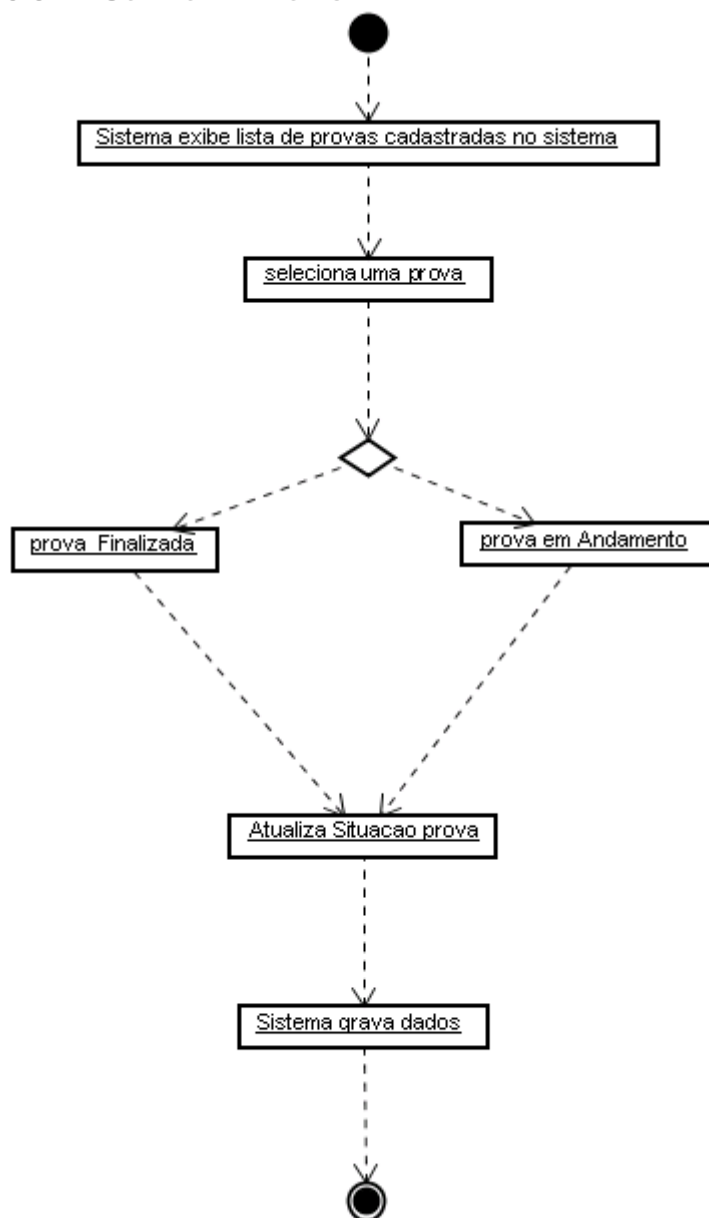 Sistema exibe lista de provas cadastradas no sistema
seleciona uma prova
prova Finalizada
prova em Andamento
Atualiza Situacao prova
Sistema grava dados